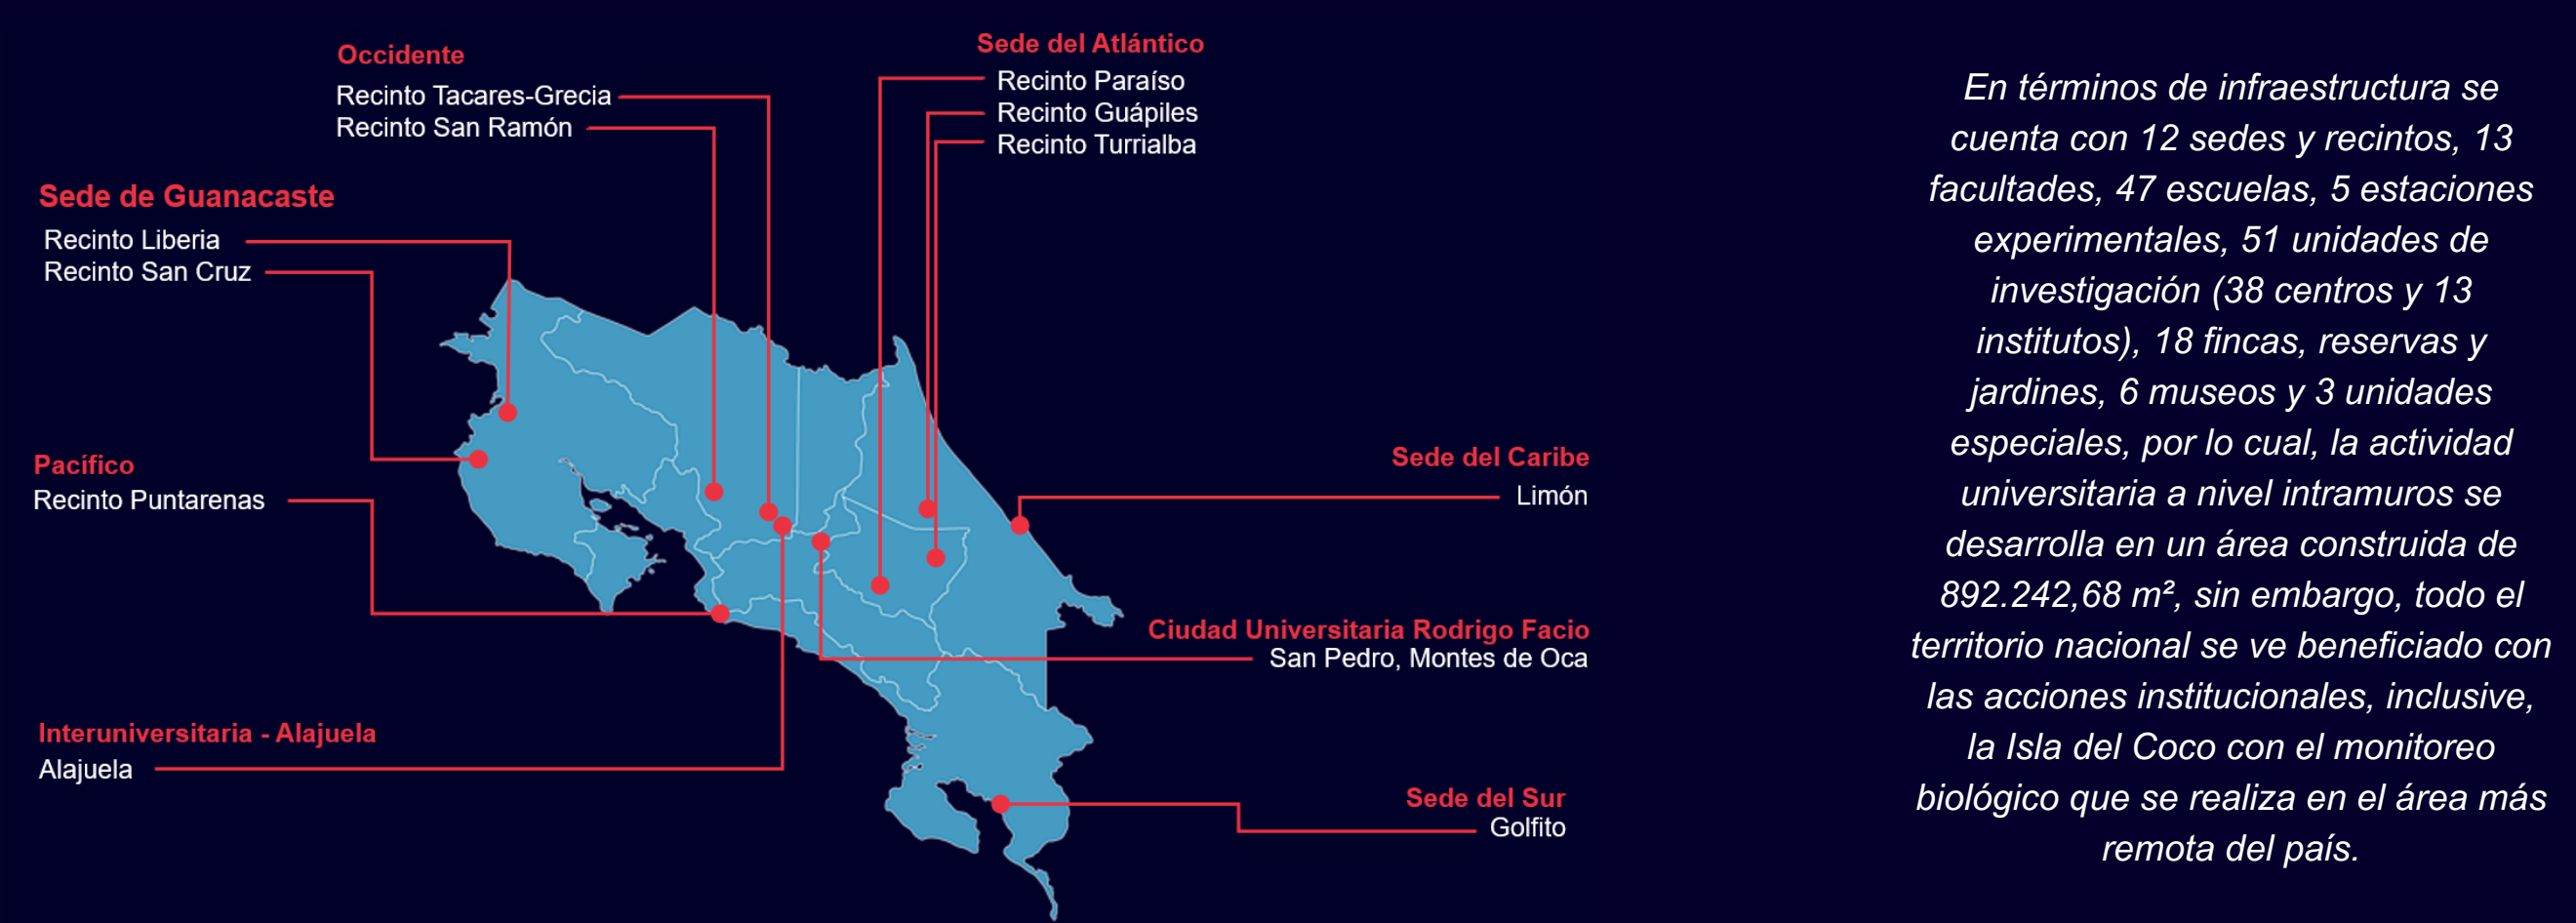 Occidente
Recinto Tacares-Grecia
Recinto San Ramón
Sede del Atlántico
Recinto Paraíso
Recinto Guápiles
Recinto Turrialba
Sede de Guanacaste
Recinto Liberia
Recinto San Cruz
Pacífico
Recinto Puntarenas
Sede del Caribe
Limón
Ciudad Universitaria Rodrigo Facio
San Pedro, Montes de Oca
Interuniversitaria - Alajuela
Alajuela
Sede del Sur
Golfito
En términos de infraestructura se
cuenta con 12 sedes y recintos, 13
facultades, 47 escuelas, 5 estaciones
experimentales, 51 unidades de
investigación (38 centros y 13
institutos), 18 fincas, reservas y
jardines, 6 museos y 3 unidades
especiales, por lo cual, la actividad
universitaria a nivel intramuros se
desarrolla en un área construida de
892.242,68 m², sin embargo, todo el
territorio nacional se ve beneficiado con
las acciones institucionales, inclusive,
la Isla del Coco con el monitoreo
biológico que se realiza en el área más
remota del país.